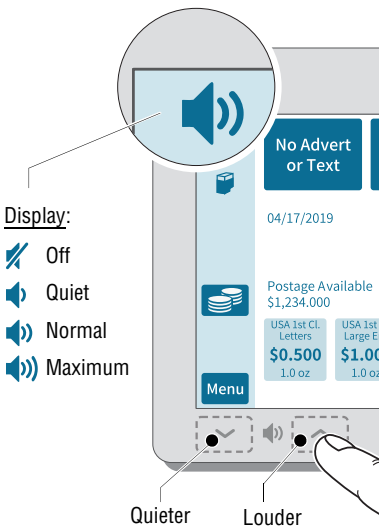 No Advert
or Text
04/17/2019
Display:
Off
Quiet
Normal
Maximum
Postage Available
$1,234.000
USA 1st Cl.
Letters
$0.500
1.0 oz
USA 1st
Large E
$1.00
1.0 oz
Menu
Quieter
Louder